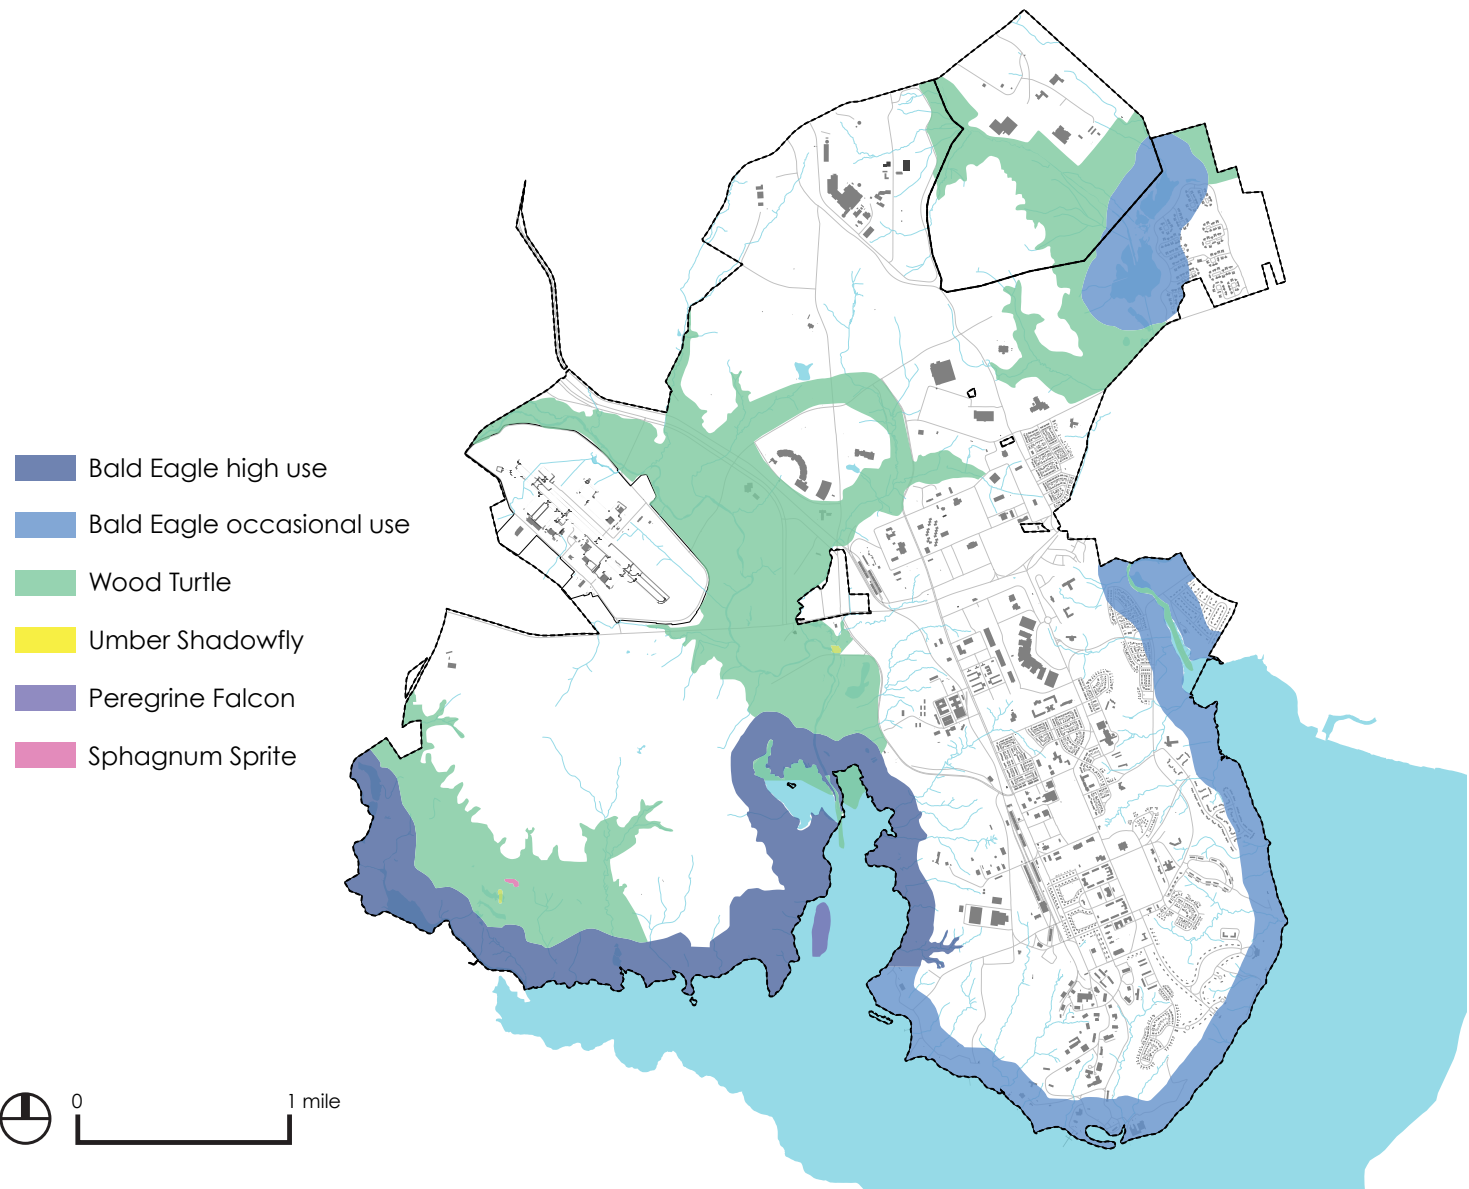 Bald Eagle high use
Bald Eagle occasional use
Wood Turtle
Umber Shadowfly
Peregrine Falcon
Sphagnum Sprite
0 1 mile